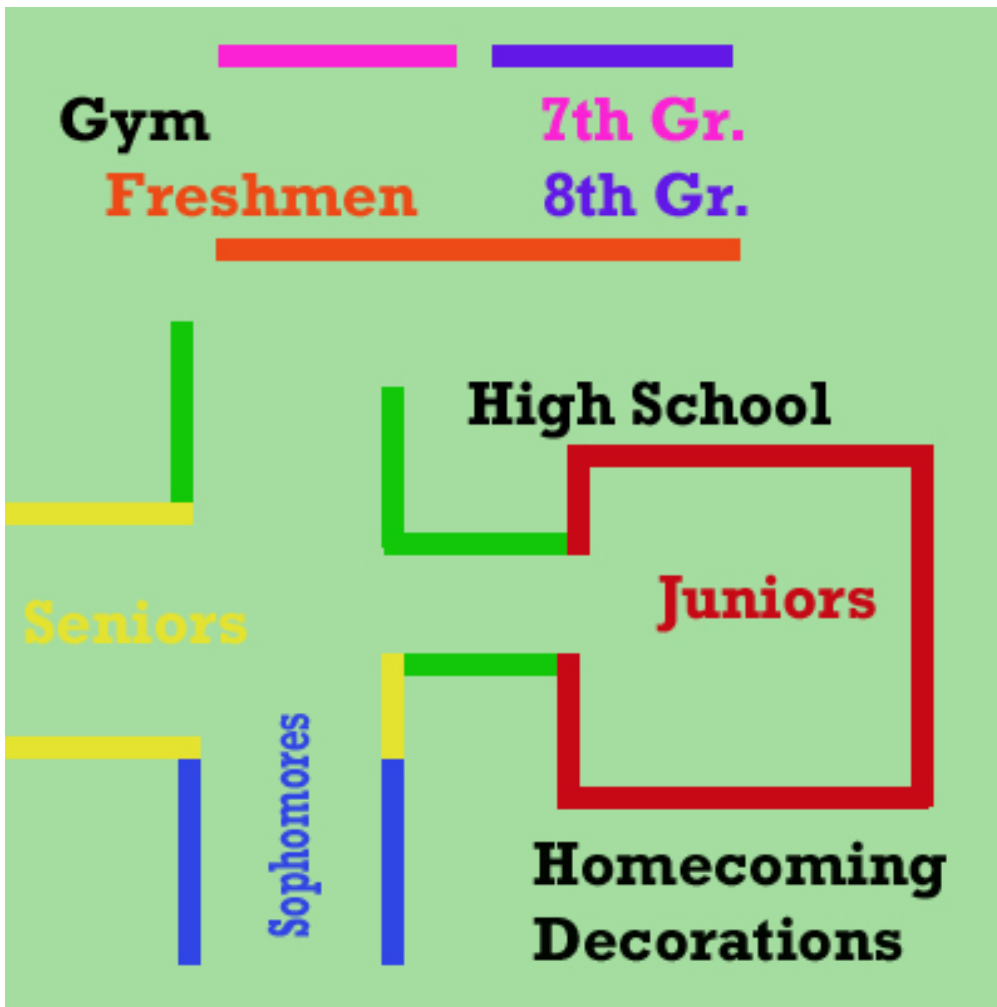 Gym
7th Gr.
Freshmen
8th Gr.
High School
Juniors
Seniors
Sophomores
Homecoming
Decorations